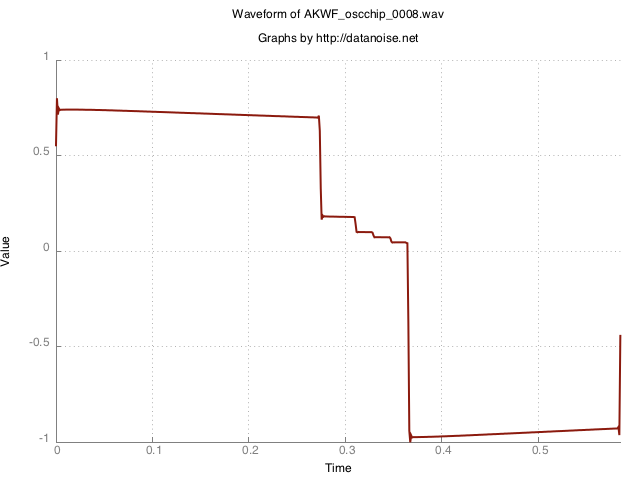 Waveform of AKWF_oscchip_0008.wav
Graphs by http://datanoise.net
1
0.5
0
-0.5
-1
Value
0 0.1 0.2 0.3 0.4 0.5
Time